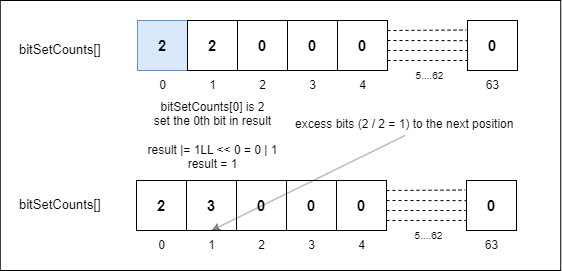 bitSetCounts[] 2 2 0 0 0 0
0 1 2 3 4 5....62 63
bitSetCounts[0] is 2
set the 0th bit in result
excess bits (2 / 2 = 1) to the next position
result |= 1LL << 0 = 0 | 1
result = 1
bitSetCounts[] 2 3 0 0 0 0
0 1 2 3 4 5....62 63